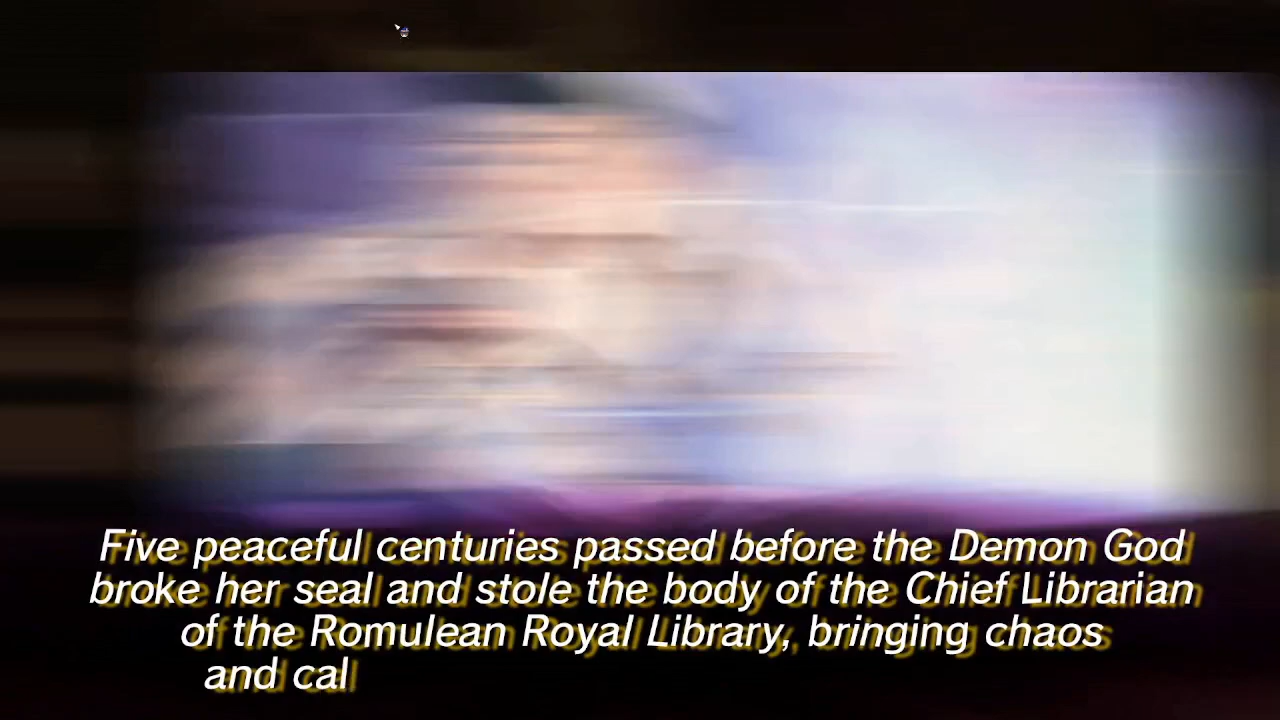 Five peaceful centuries passed before the Demon God
broke her seal and stole the body of the Chief Librarian
of the Romulean Royal Library, bringing chaos
and cal